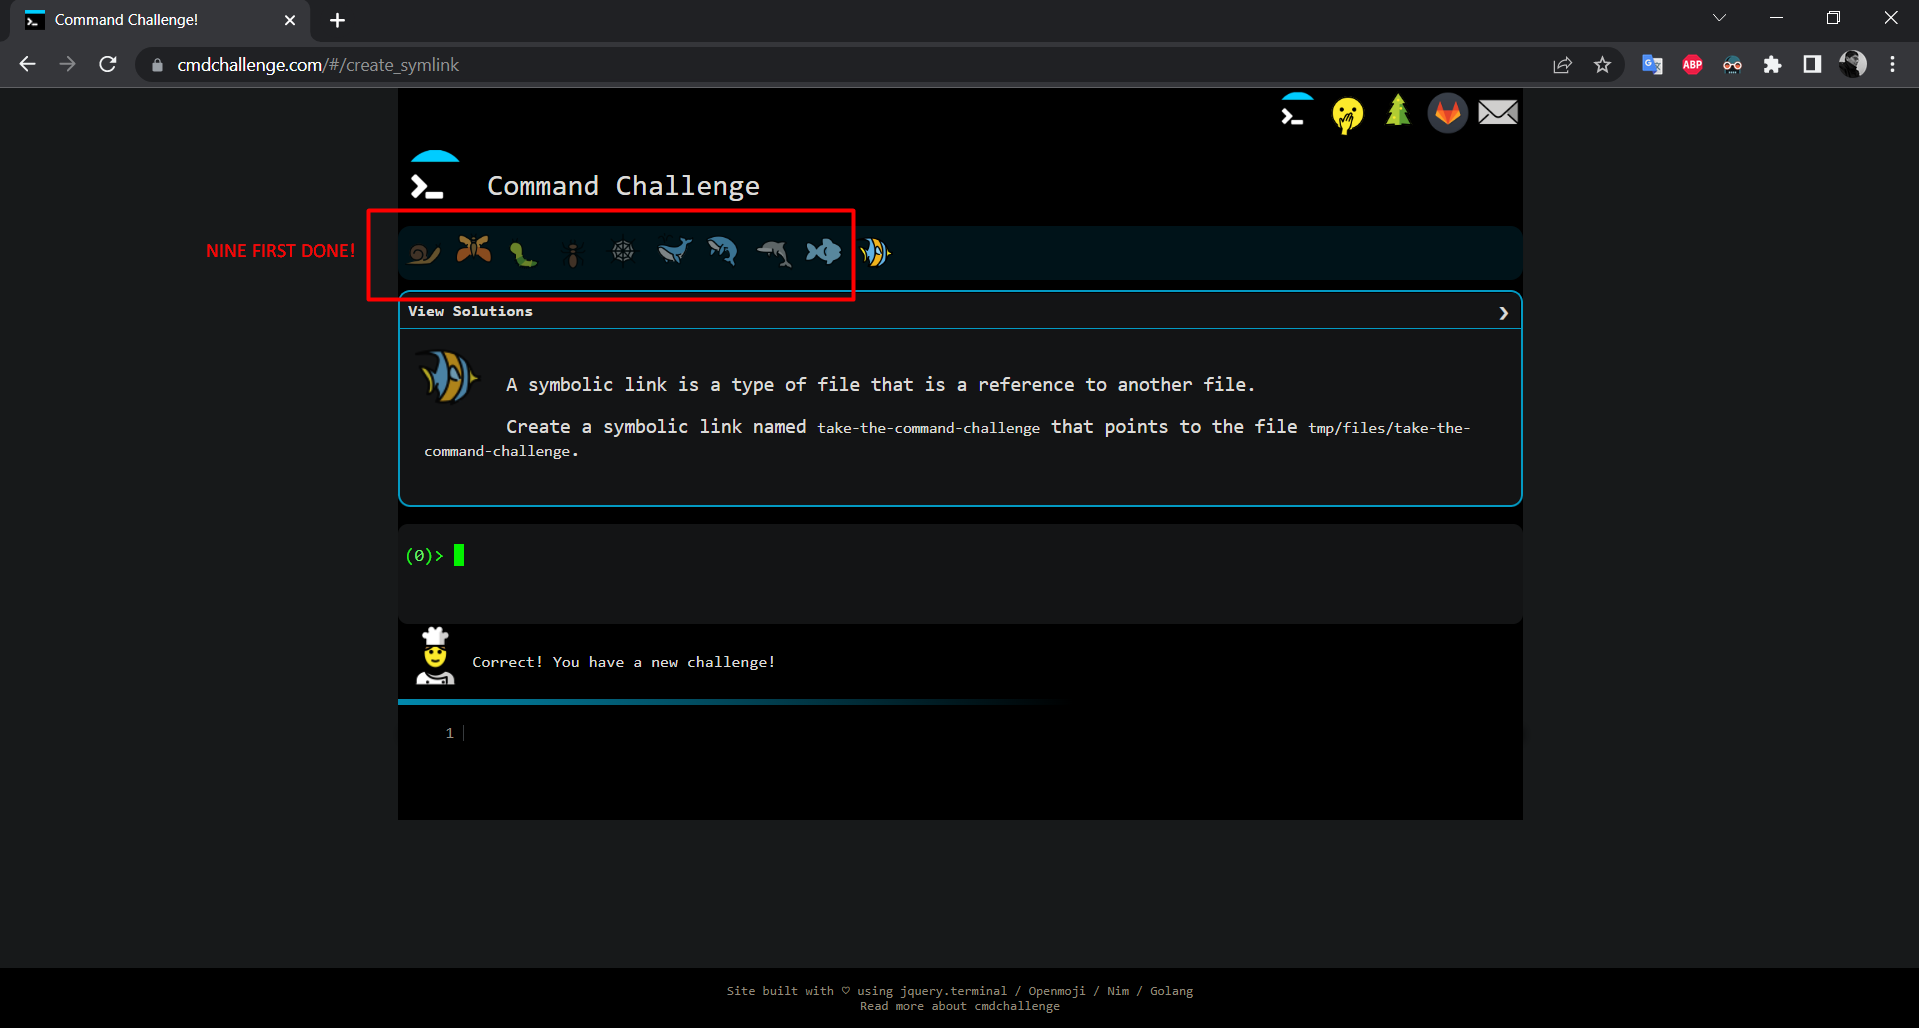 Command Challenge!
cmdchallenge.com/#/create_symlink
ABP
Command Challenge
NINE FIRST DONE!
View Solutions
A symbolic link is a type of file that is a reference to another file.
Create a symbolic link named take-the-command-challenge that points to the file tmp/files/take-the-
command-challenge.
(0)>
Correct! You have a new challenge!
1
Site built with ♡ using jquery.terminal / Openmoji / Nim / Golang
Read more about cmdchallenge